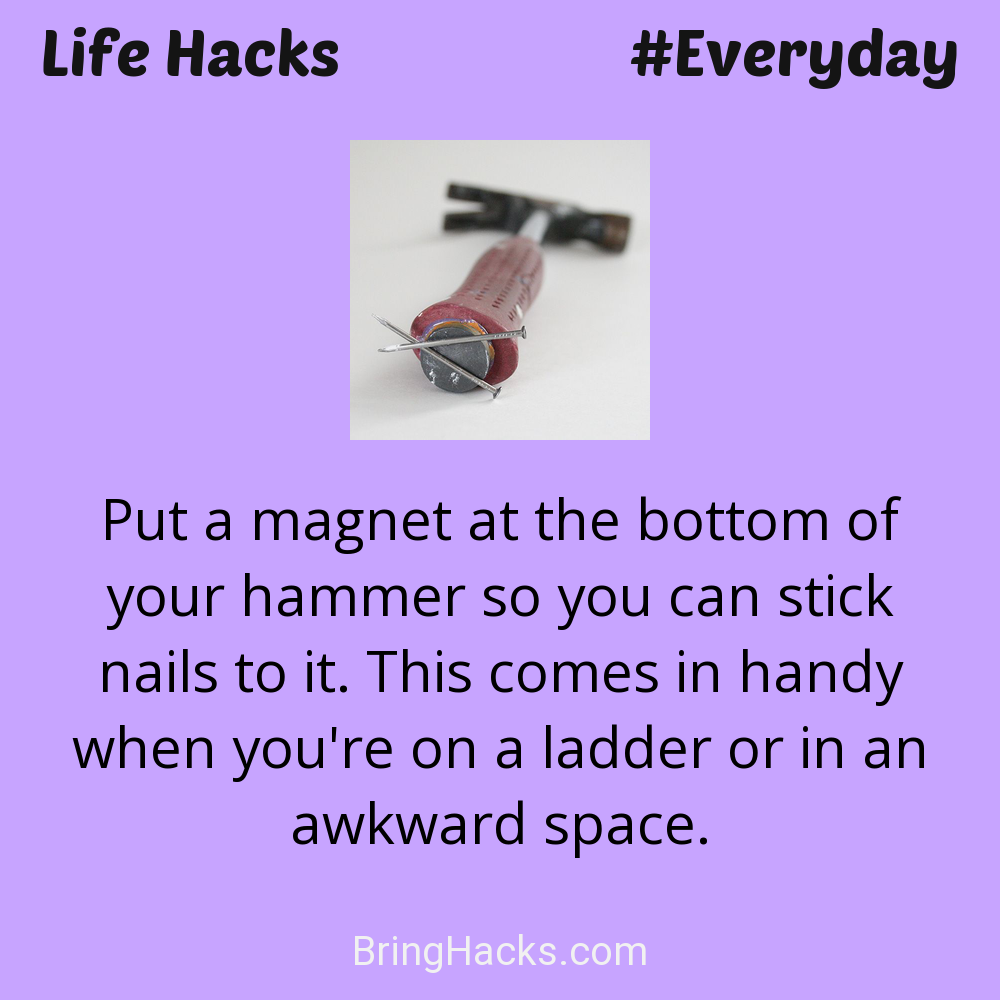 Life Hacks #Everyday
Put a magnet at the bottom of
your hammer so you can stick
nails to it. This comes in handy
when you're on a ladder or in an
awkward space.
BringHacks.com